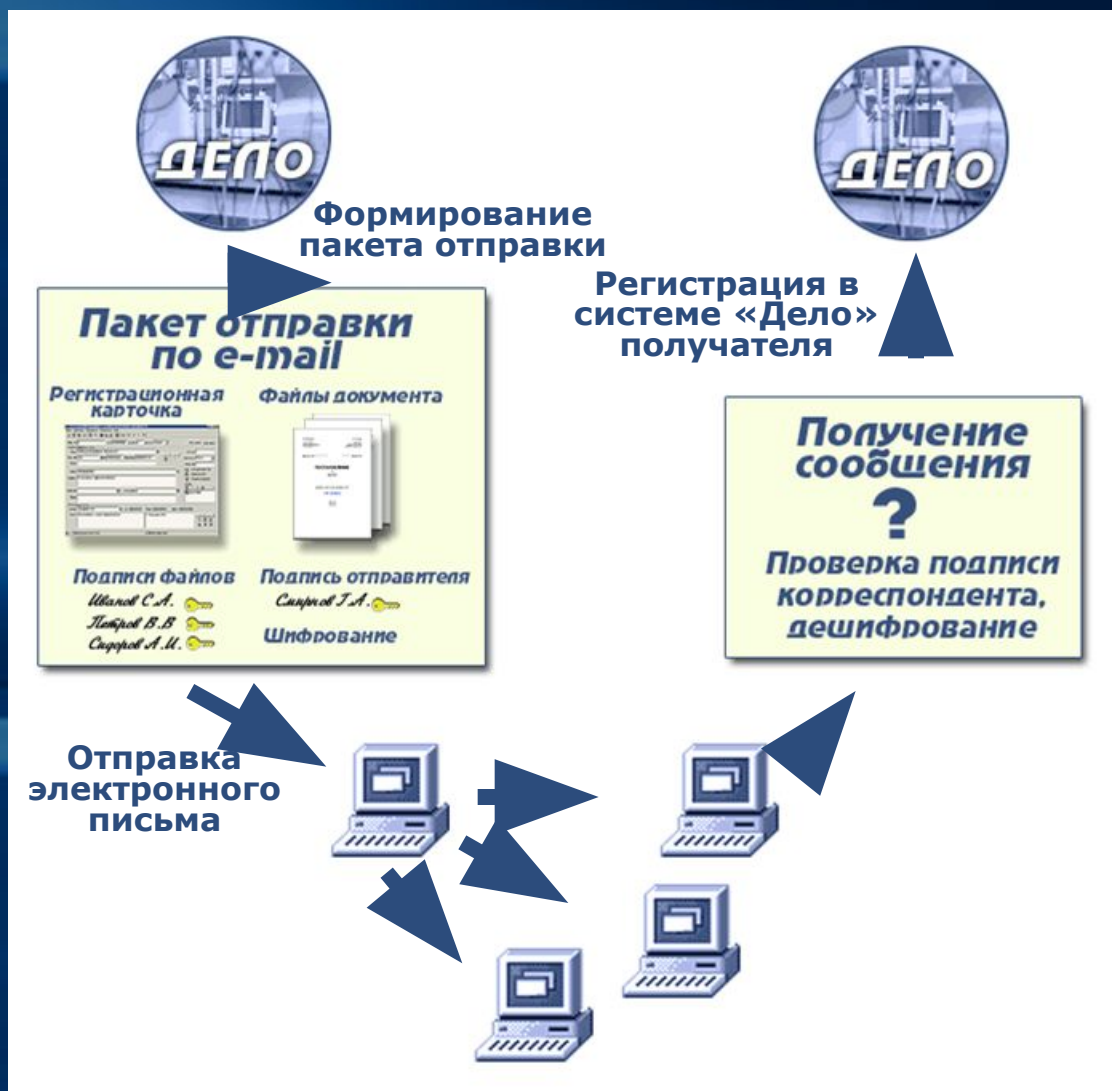 ДЕЛО
ДЕЛО
Формирование
пакета отправки
Регистрация в
системе «Дело»
получателя
Пакет отправки
по e-mail
Регистрационная
карточка
Файлы документа
Подписи файлов
Иванов С.А.
Петров В.В
Сидоров А.И.
Подпись отправителя
Смирнов Г.А.
Шифрование
Получение
сообщения
?
Проверка подписи
корреспондента,
дешифрование
Отправка
электронного
письма